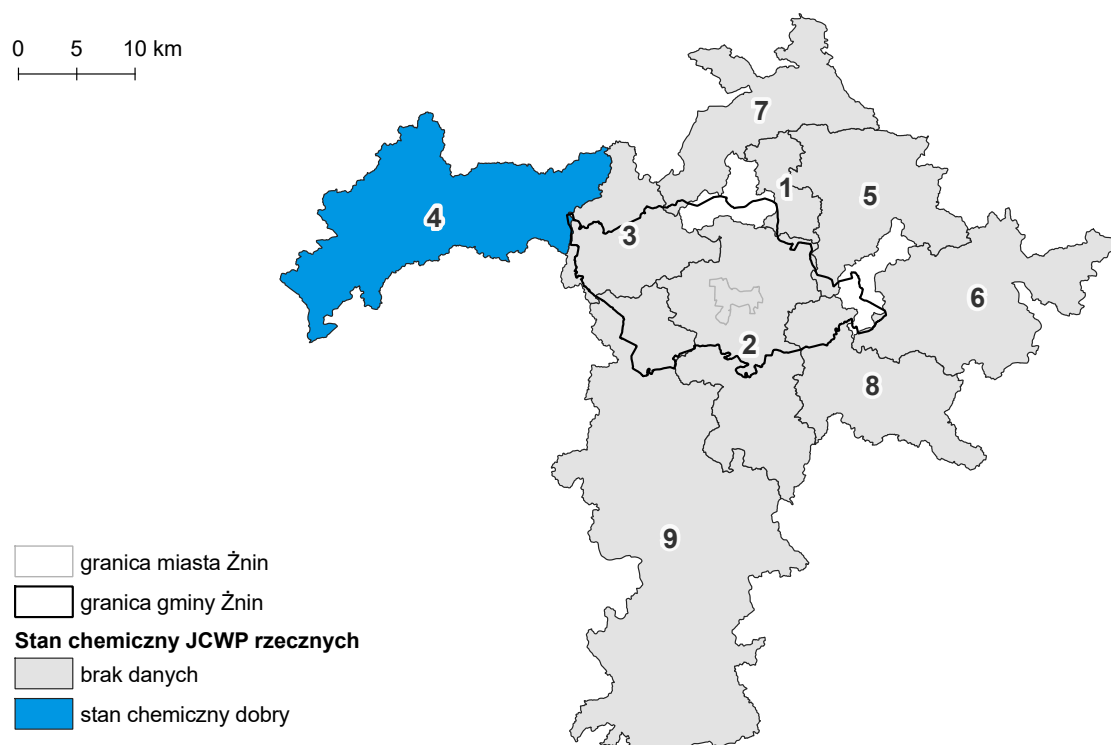 0 5 10 km
7
1
4
5
3
6
2
8
9
granica miasta Żnin
granica gminy Żnin
Stan chemiczny JCWP rzecznych
brak danych
stan chemiczny dobry